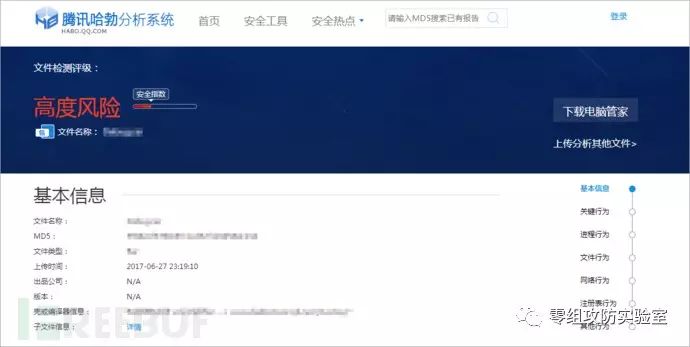 腾讯哈勃分析系统
HABO.QQ.COM
首页
安全工具
安全热点
请输入MD5搜索已有报告
登录
文件检测评级：
高度风险
安全指数
文件名称：
下载电脑管家
上传分析其他文件>
基本信息
文件名称：
MD5：
文件类型：
上传时间： 2017-06-27 23:19:10
出品公司： N/A
版本： N/A
壳或编译器信息：
子文件信息： 详情
基本信息
关键行为
进程行为
文件行为
网络行为
注册表行为
其他行为
REEBUF
零组攻防实验室